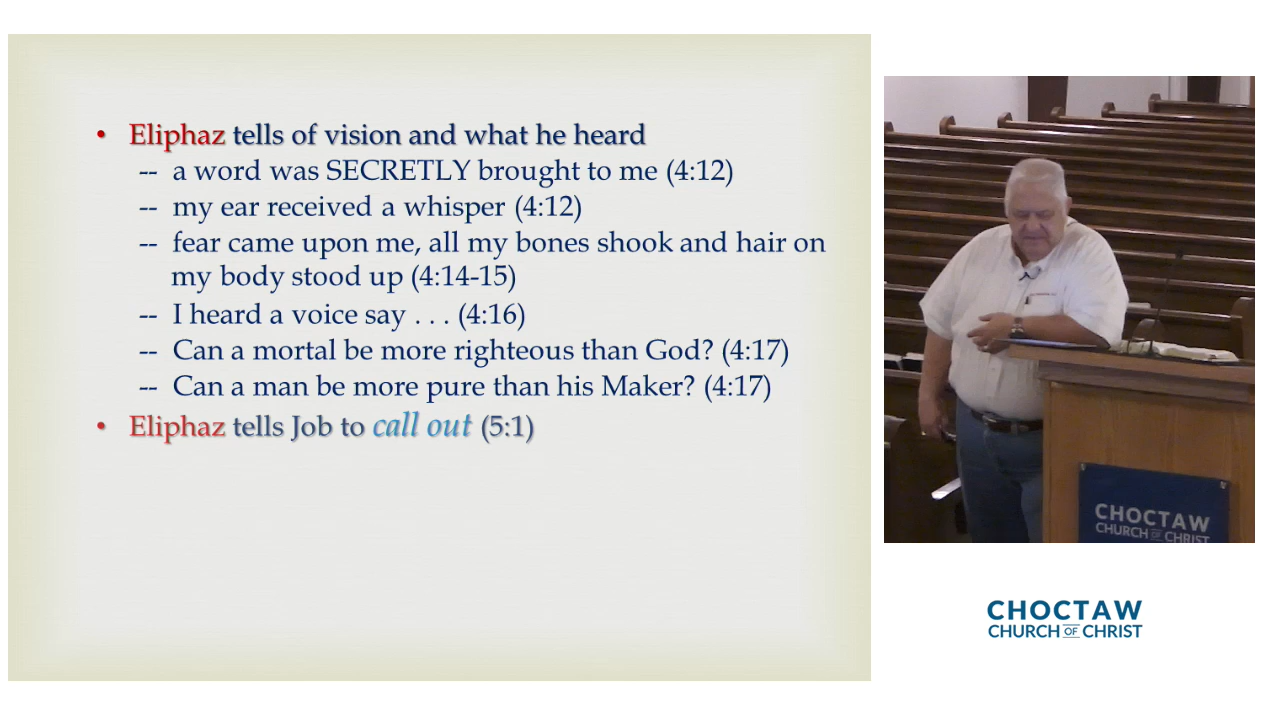 • Eliphaz tells of vision and what he heard
-- a word was SECRETLY brought to me (4:12)
-- my ear received a whisper (4:12)
-- fear came upon me, all my bones shook and hair on
my body stood up (4:14-15)
-- I heard a voice say . . . (4:16)
-- Can a mortal be more righteous than God? (4:17)
-- Can a man be more pure than his Maker? (4:17)
• Eliphaz tells Job to call out (5:1)
CHOCTAW
CHURCH OF CHRIST
CHOCTAW
CHURCH OF CHRIST